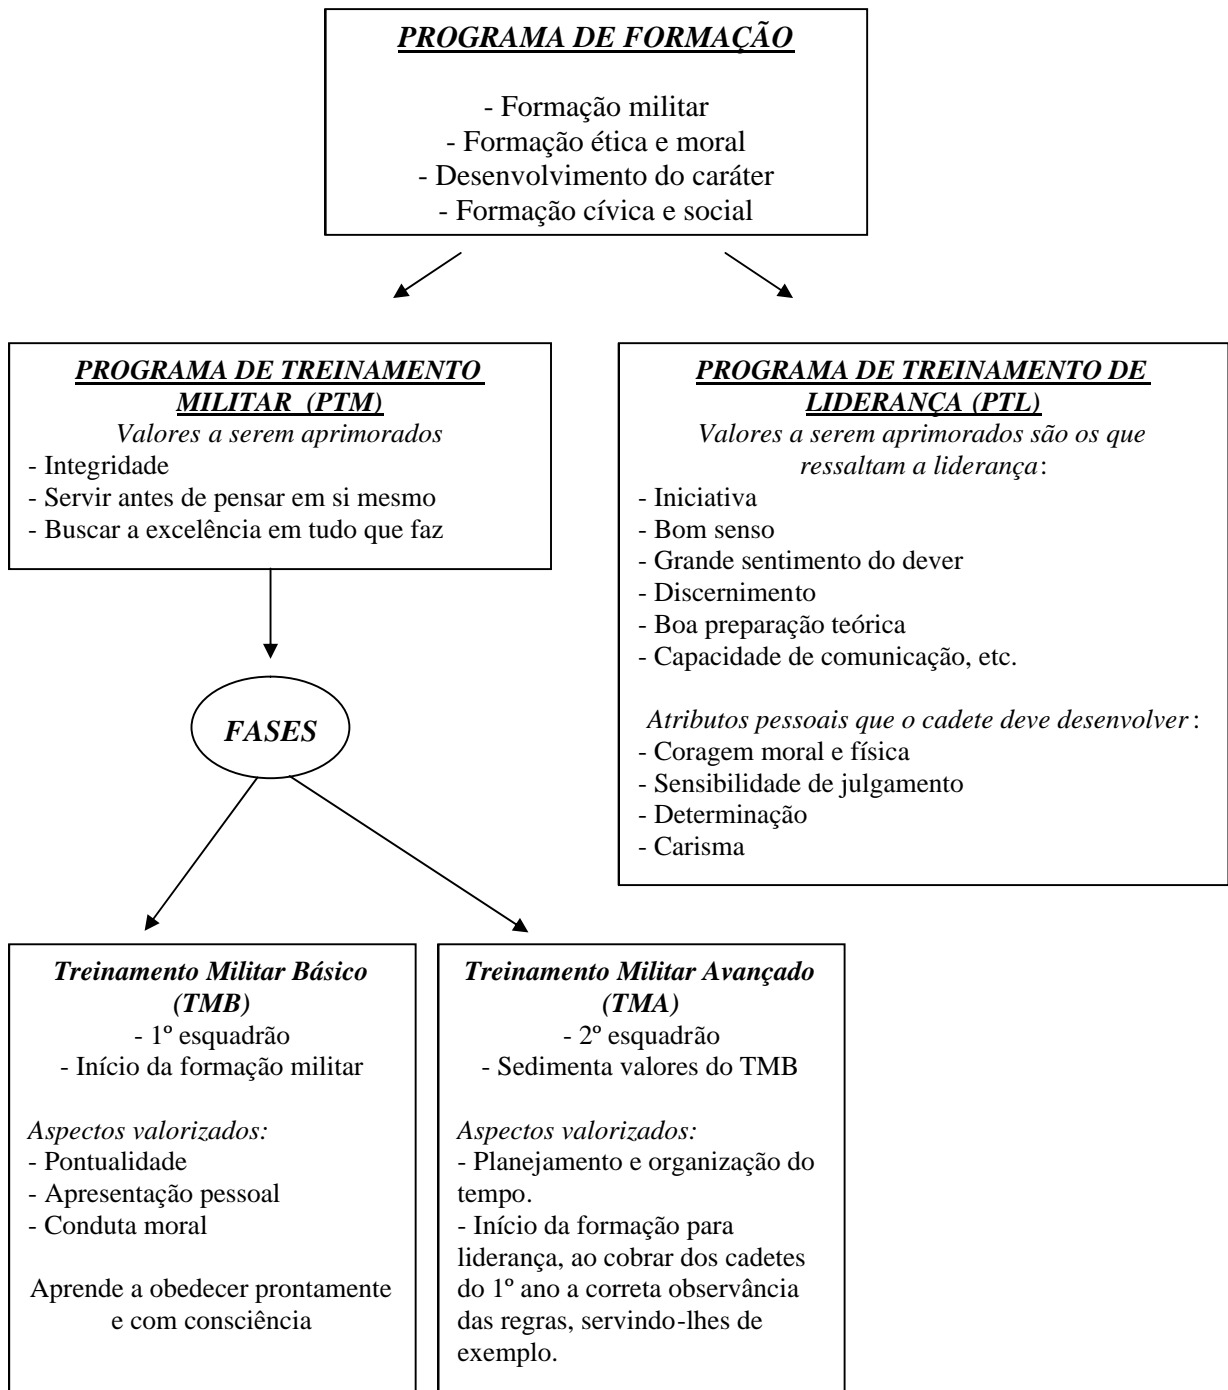 PROGRAMA DE FORMAÇÃO
- Formação militar
- Formação ética e moral
- Desenvolvimento do caráter
- Formação cívica e social
PROGRAMA DE TREINAMENTO
MILITAR (PTM)
Valores a serem aprimorados
- Integridade
- Servir antes de pensar em si mesmo
- Buscar a excelência em tudo que faz
PROGRAMA DE TREINAMENTO DE
LIDERANÇA (PTL)
Valores a serem aprimorados são os que
ressaltam a liderança:
- Iniciativa
- Bom senso
- Grande sentimento do dever
- Discernimento
- Boa preparação teórica
- Capacidade de comunicação, etc.
Atributos pessoais que o cadete deve desenvolver:
- Coragem moral e física
- Sensibilidade de julgamento
- Determinação
- Carisma
FASES
Treinamento Militar Básico
(TMB)
- 1º esquadrão
- Início da formação militar
Aspectos valorizados:
- Pontualidade
- Apresentação pessoal
- Conduta moral
Aprende a obedecer prontamente
e com consciência
Treinamento Militar Avançado
(TMA)
- 2º esquadrão
- Sedimenta valores do TMB
Aspectos valorizados:
- Planejamento e organização do
tempo.
- Início da formação para
liderança, ao cobrar dos cadetes
do 1º ano a correta observância
das regras, servindo-lhes de
exemplo.